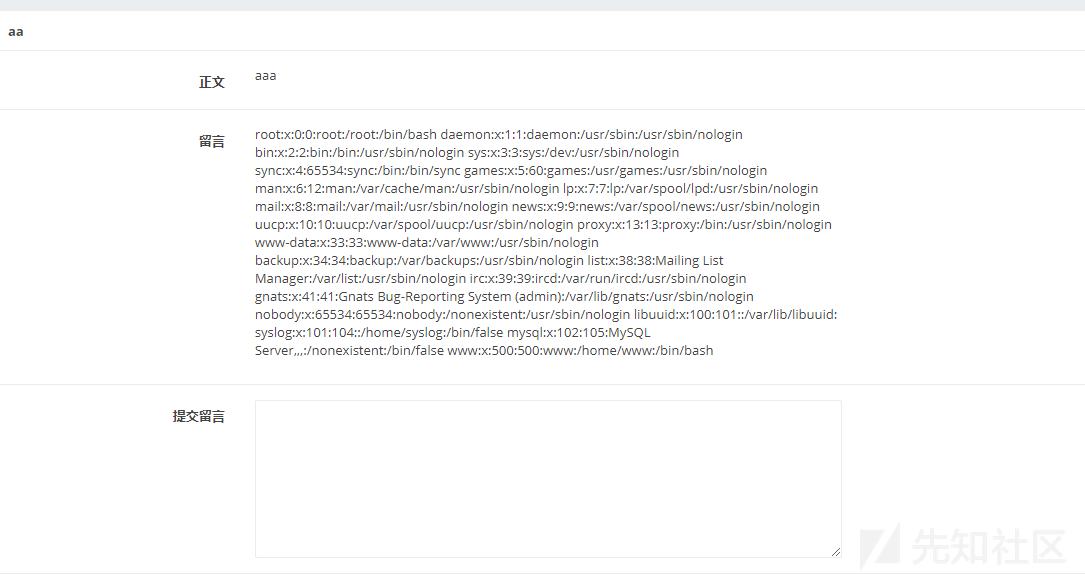 aa
正文
aaa
留言
root:x:0:0:root:/root:/bin/bash daemon:x:1:1:daemon:/usr/sbin:/usr/sbin/nologin
bin:x:2:2:bin:/bin:/usr/sbin/nologin sys:x:3:3:sys:/dev:/usr/sbin/nologin
sync:x:4:65534:sync:/bin:/bin/sync games:x:5:60:games:/usr/games:/usr/sbin/nologin
man:x:6:12:man:/var/cache/man:/usr/sbin/nologin lp:x:7:7:lp:/var/spool/lpd:/usr/sbin/nologin
mail:x:8:8:mail:/var/mail:/usr/sbin/nologin news:x:9:9:news:/var/spool/news:/usr/sbin/nologin
uucp:x:10:10:uucp:/var/spool/uucp:/usr/sbin/nologin proxy:x:13:13:proxy:/bin:/usr/sbin/nologin
www-data:x:33:33:www-data:/var/www:/usr/sbin/nologin
backup:x:34:34:backup:/var/backups:/usr/sbin/nologin list:x:38:38:Mailing List
Manager:/var/list:/usr/sbin/nologin irc:x:39:39:ircd:/var/run/ircd:/usr/sbin/nologin
gnats:x:41:41:Gnats Bug-Reporting System (admin):/var/lib/gnats:/usr/sbin/nologin
nobody:x:65534:65534:nobody:/nonexistent:/usr/sbin/nologin libuuid:x:100:101::/var/lib/libuuid:
syslog:x:101:104::/home/syslog:/bin/false mysql:x:102:105:MySQL
Server,,,:/nonexistent:/bin/false www:x:500:500:www:/home/www:/bin/bash
提交留言
先知社区